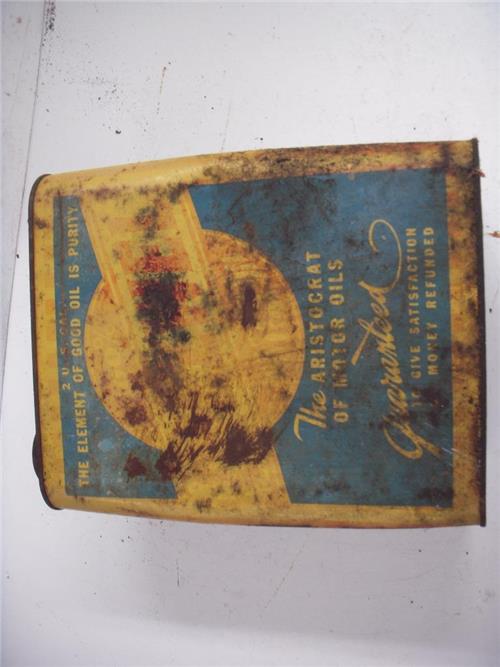 2 U.S. GAL.
THE ELEMENT OF GOOD OIL IS PURITY
The ARISTOCRAT
OF MOTOR OILS
Guaranteed
TO GIVE SATISFACTION
MONEY REFUNDED